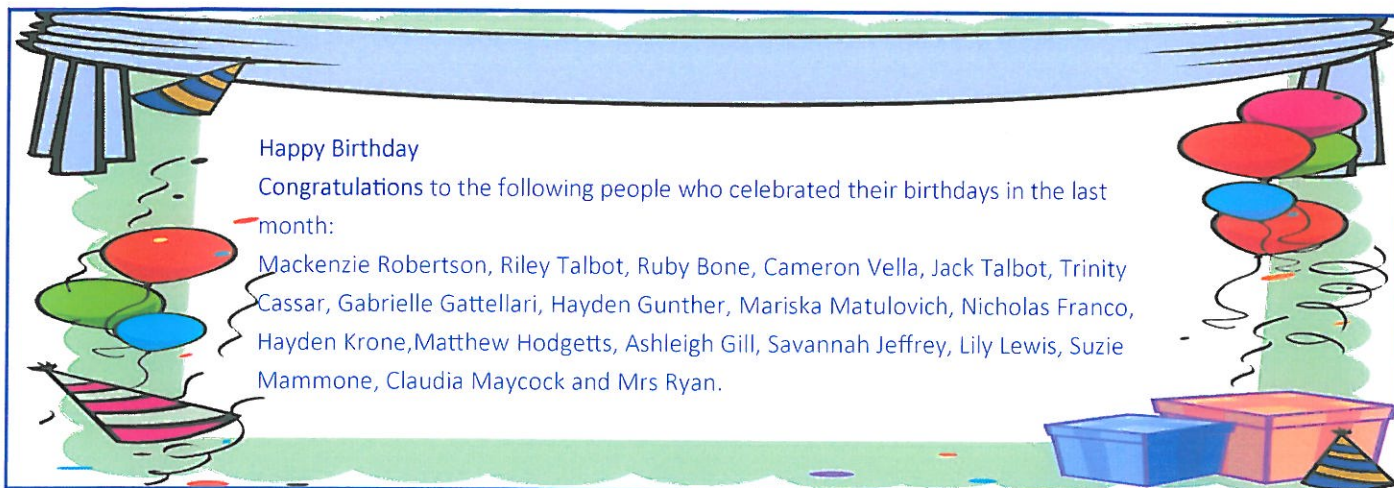 Happy Birthday
Congratulations to the following people who celebrated their birthdays in the last
month:
Mackenzie Robertson, Riley Talbot, Ruby Bone, Cameron Vella, Jack Talbot, Trinity
Cassar, Gabrielle Gattellari, Hayden Gunther, Mariska Matulovich, Nicholas Franco,
Hayden Krone,Matthew Hodgetts, Ashleigh Gill, Savannah Jeffrey, Lily Lewis, Suzie
Mammone, Claudia Maycock and Mrs Ryan.